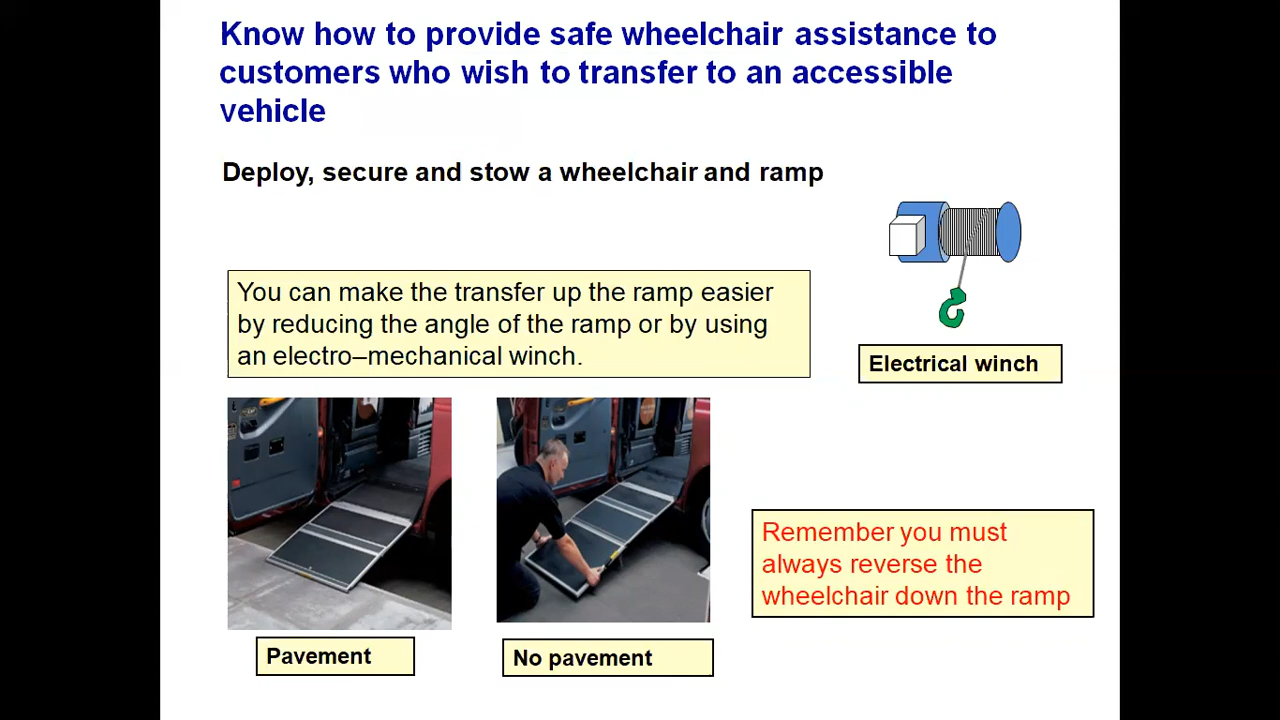 Know how to provide safe wheelchair assistance to
customers who wish to transfer to an accessible
vehicle
Deploy, secure and stow a wheelchair and ramp
You can make the transfer up the ramp easier
by reducing the angle of the ramp or by using
an electro–mechanical winch.
Electrical winch
Remember you must
always reverse the
wheelchair down the ramp
Pavement
No pavement